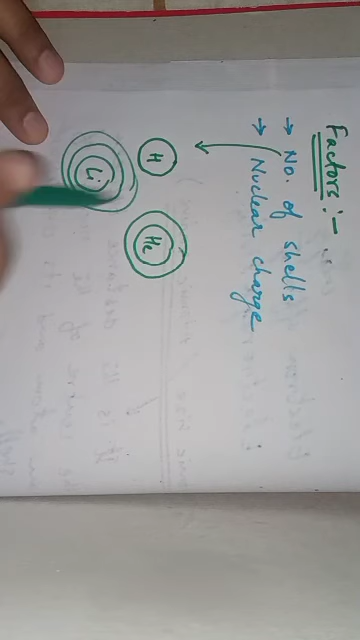 Factors :-
→ No. of shells
→ Nuclear charge
H
He
Li